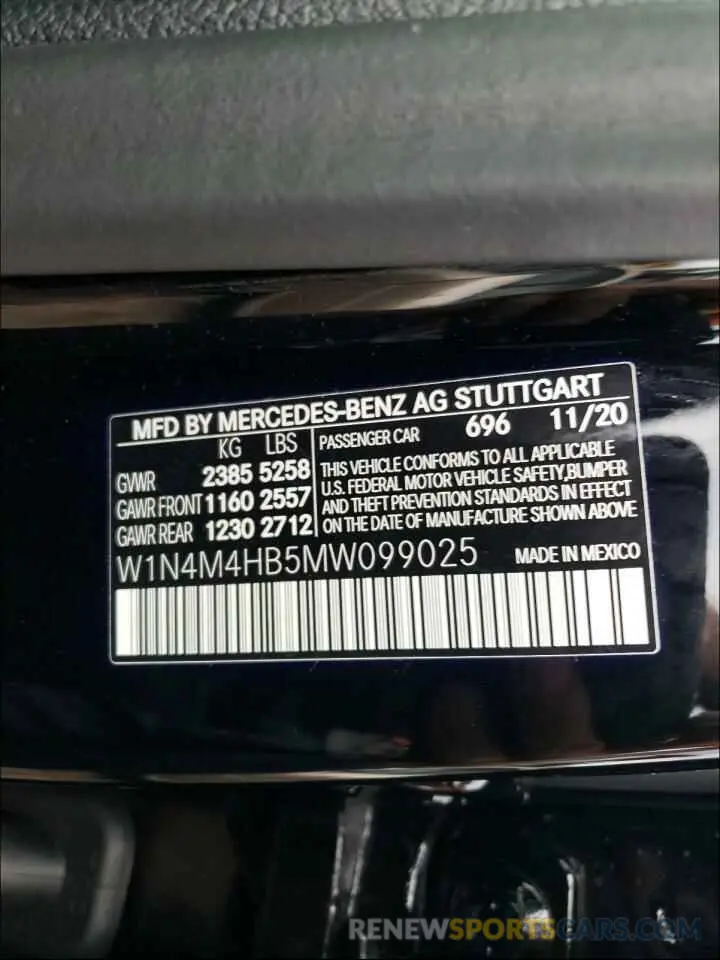 MFD BY MERCEDES-BENZ AG STUTTGART
KG LBS
GVWR 2385 5258
GAWR FRONT 1160 2557
GAWR REAR 1230 2712
PASSENGER CAR 696 11/20
THIS VEHICLE CONFORMS TO ALL APPLICABLE
U.S. FEDERAL MOTOR VEHICLE SAFETY,BUMPER
AND THEFT PREVENTION STANDARDS IN EFFECT
ON THE DATE OF MANUFACTURE SHOWN ABOVE
W1N4M4HB5MW099025 MADE IN MEXICO
RENEWSPORTSCARS.COM